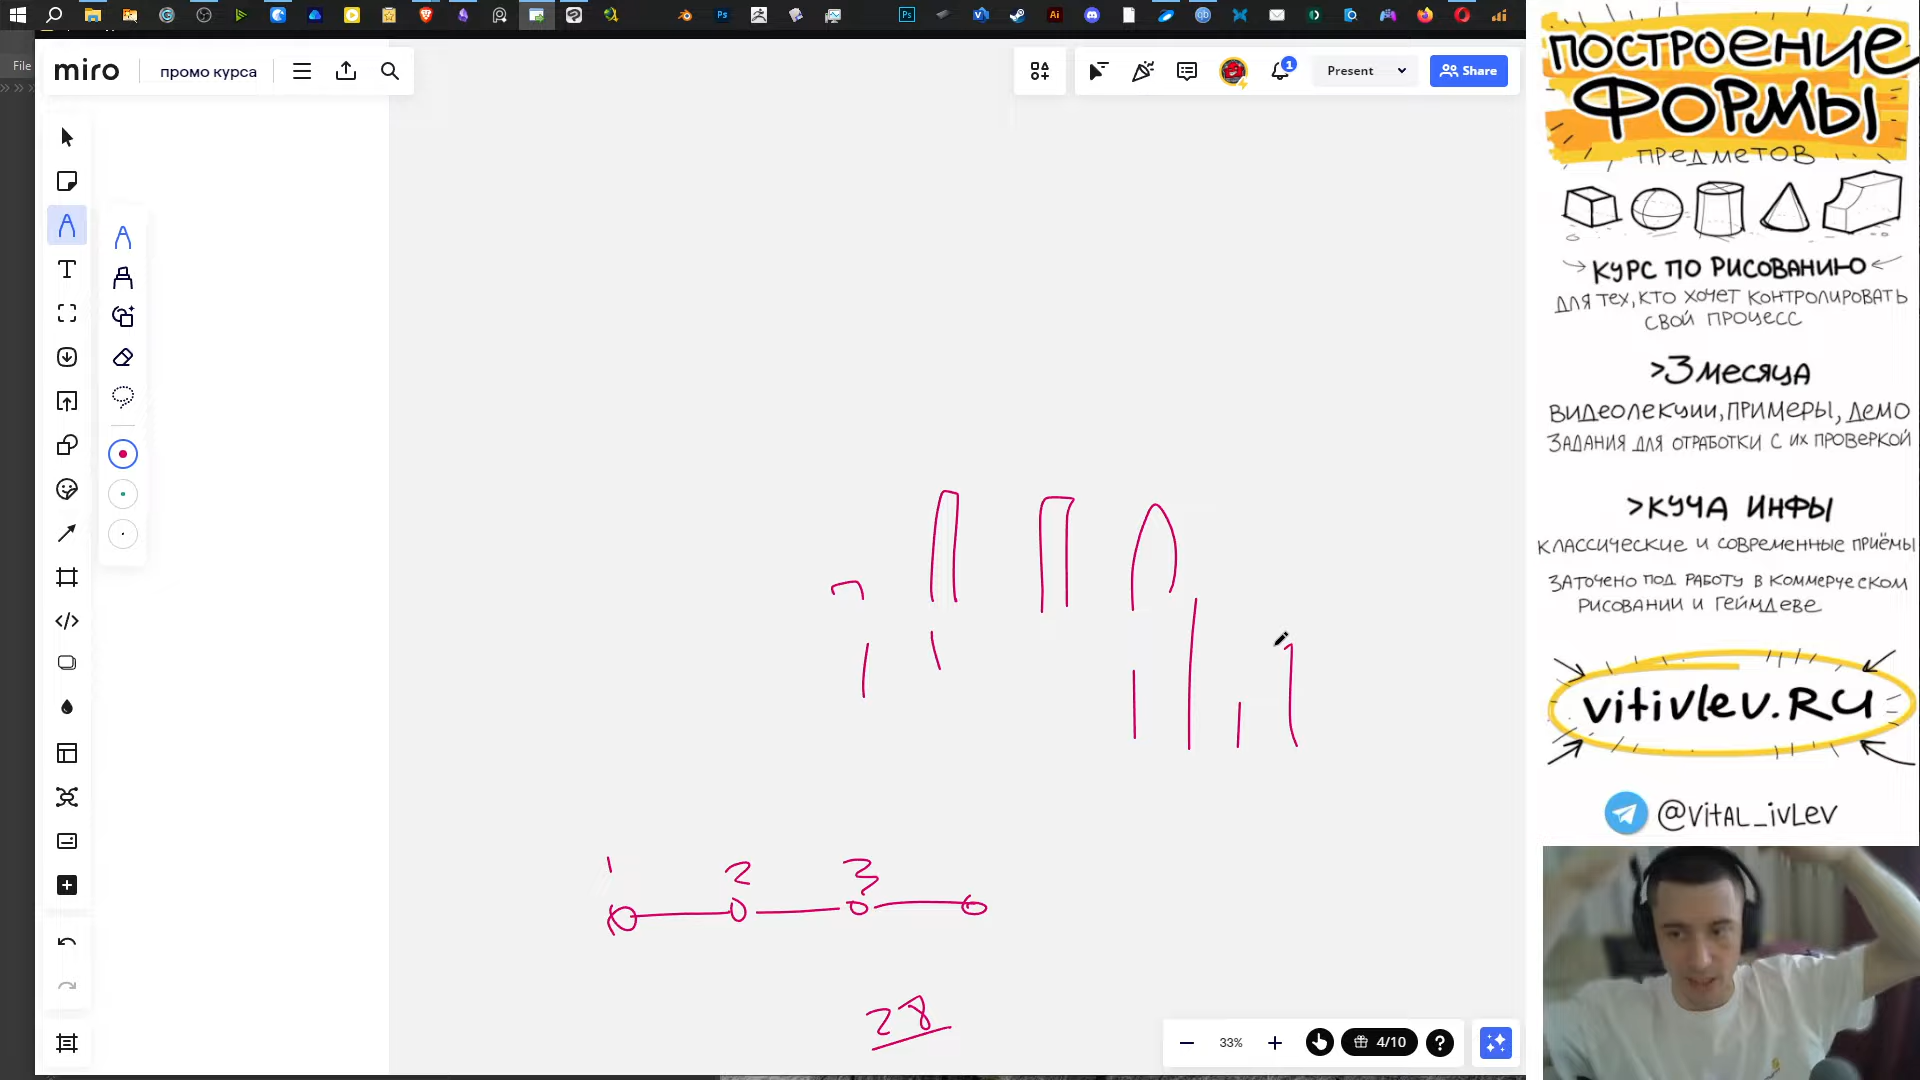 File
miro
промо курса
1
Present
Share
1 2 3
28
33%
4/10
ПОСТРОЕНИЕ
ФОРМЫ
ПРЕДМЕТОВ
КУРС ПО РИСОВАНИЮ
ДЛЯ ТЕХ, КТО ХОЧЕТ КОНТРОЛИРОВАТЬ
СВОЙ ПРОЦЕСС
>3 месяца
ВИДЕОЛЕКЦИИ, ПРИМЕРЫ, ДЕМО
ЗАДАНИЯ ДЛЯ ОТРАБОТКИ С ИХ ПРОВЕРКОЙ
>КУЧА ИНФЫ
КЛАССИЧЕСКИЕ И СОВРЕМЕННЫЕ ПРИЁМЫ
ЗАТОЧЕНО ПОД РАБОТУ В КОММЕРЧЕСКОМ
РИСОВАНИИ И ГЕЙМДЕВЕ
vitivlev.RU
@VITAL_IVLEV